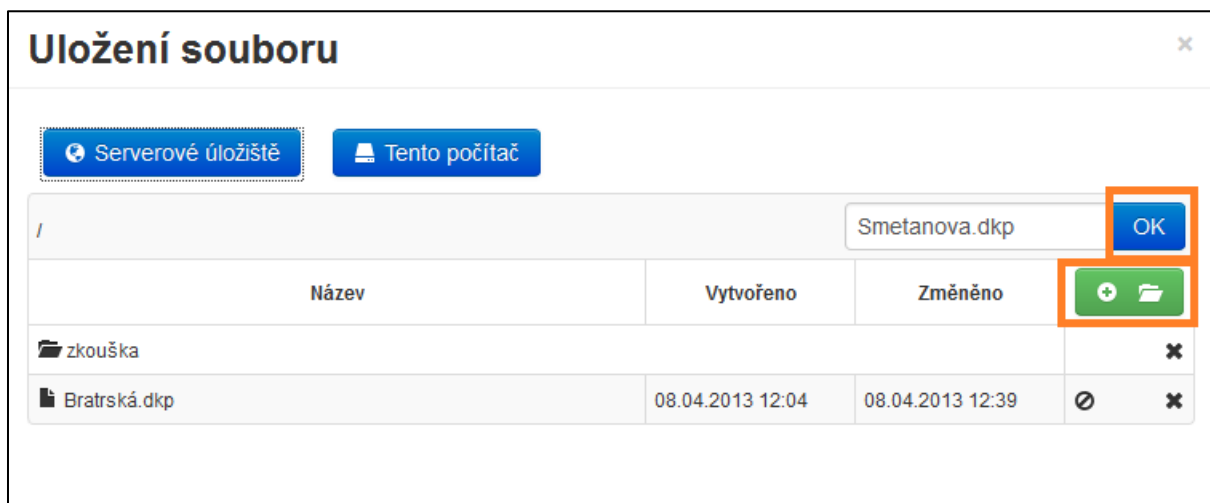 Uložení souboru
Serverové úložiště Tento počítač
/ Smetanova.dkp OK
Název Vytvořeno Změněno
zkouška
Bratrská.dkp 08.04.2013 12:04 08.04.2013 12:39